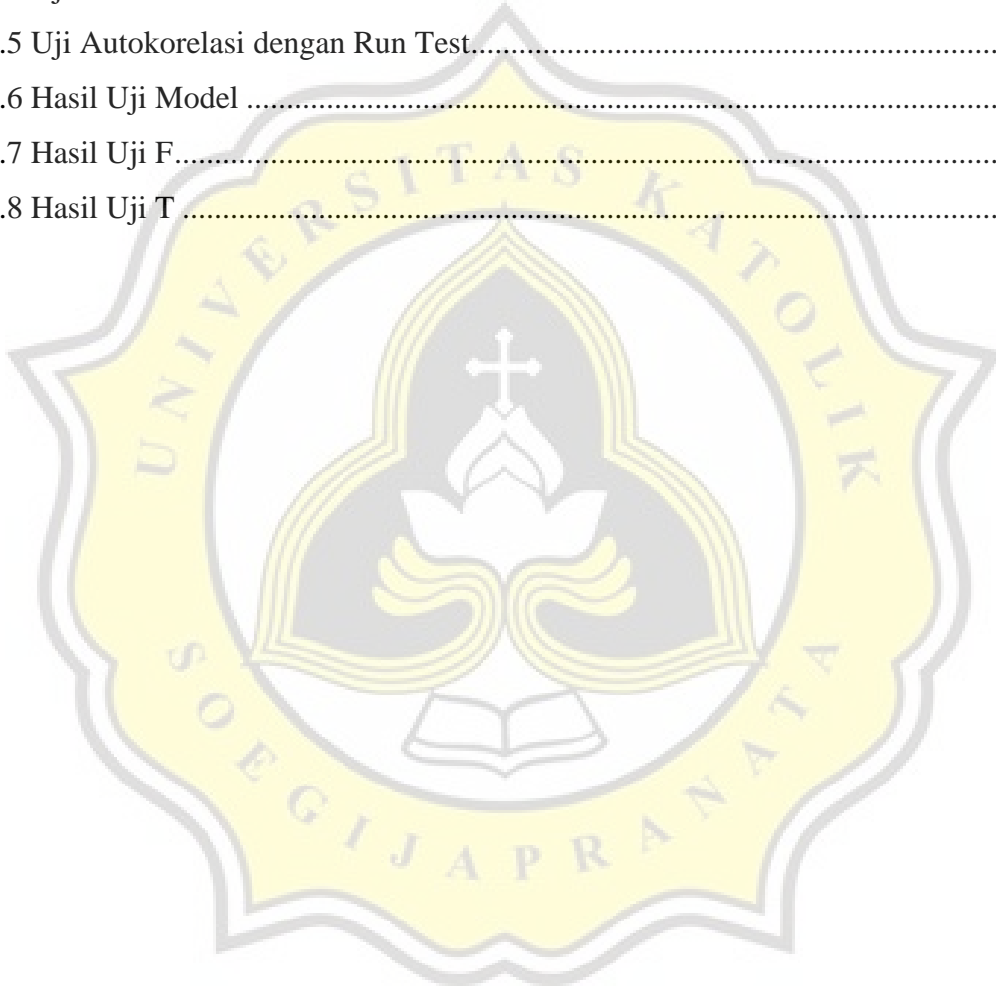 .5 Uji Autokorelasi dengan Run Test..........................................................................
.6 Hasil Uji Model ..............................................................................................
.7 Hasil Uji F.......................................................................................................
.8 Hasil Uji T ......................................................................................................
UNIVERSITAS KATOLIK
SOEGIJAPRANATA